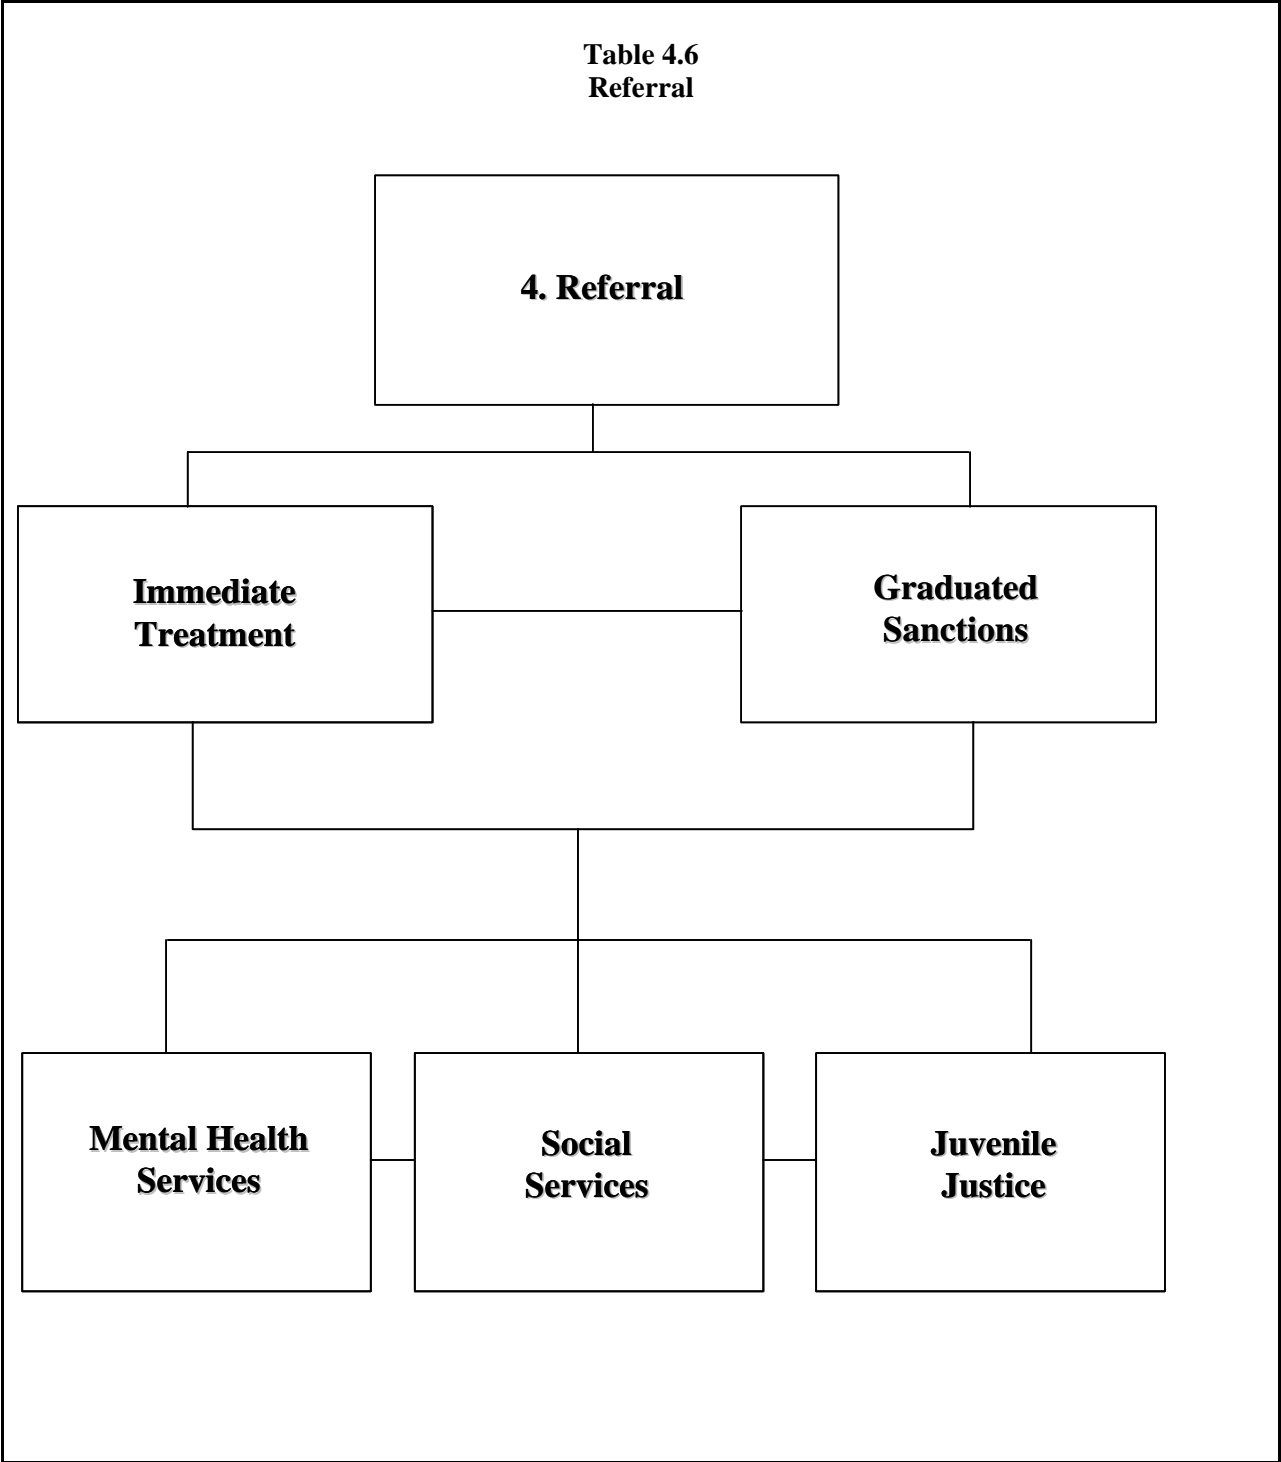 Table 4.6
Referral
4. Referral
Immediate
Treatment
Graduated
Sanctions
Mental Health
Services
Social
Services
Juvenile
Justice